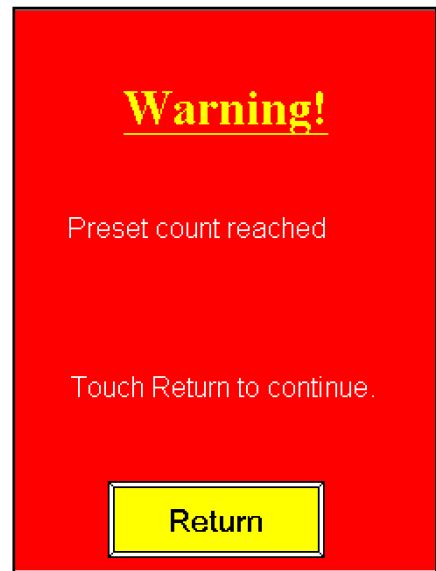 Warning!
Preset count reached
Touch Return to continue.
Return